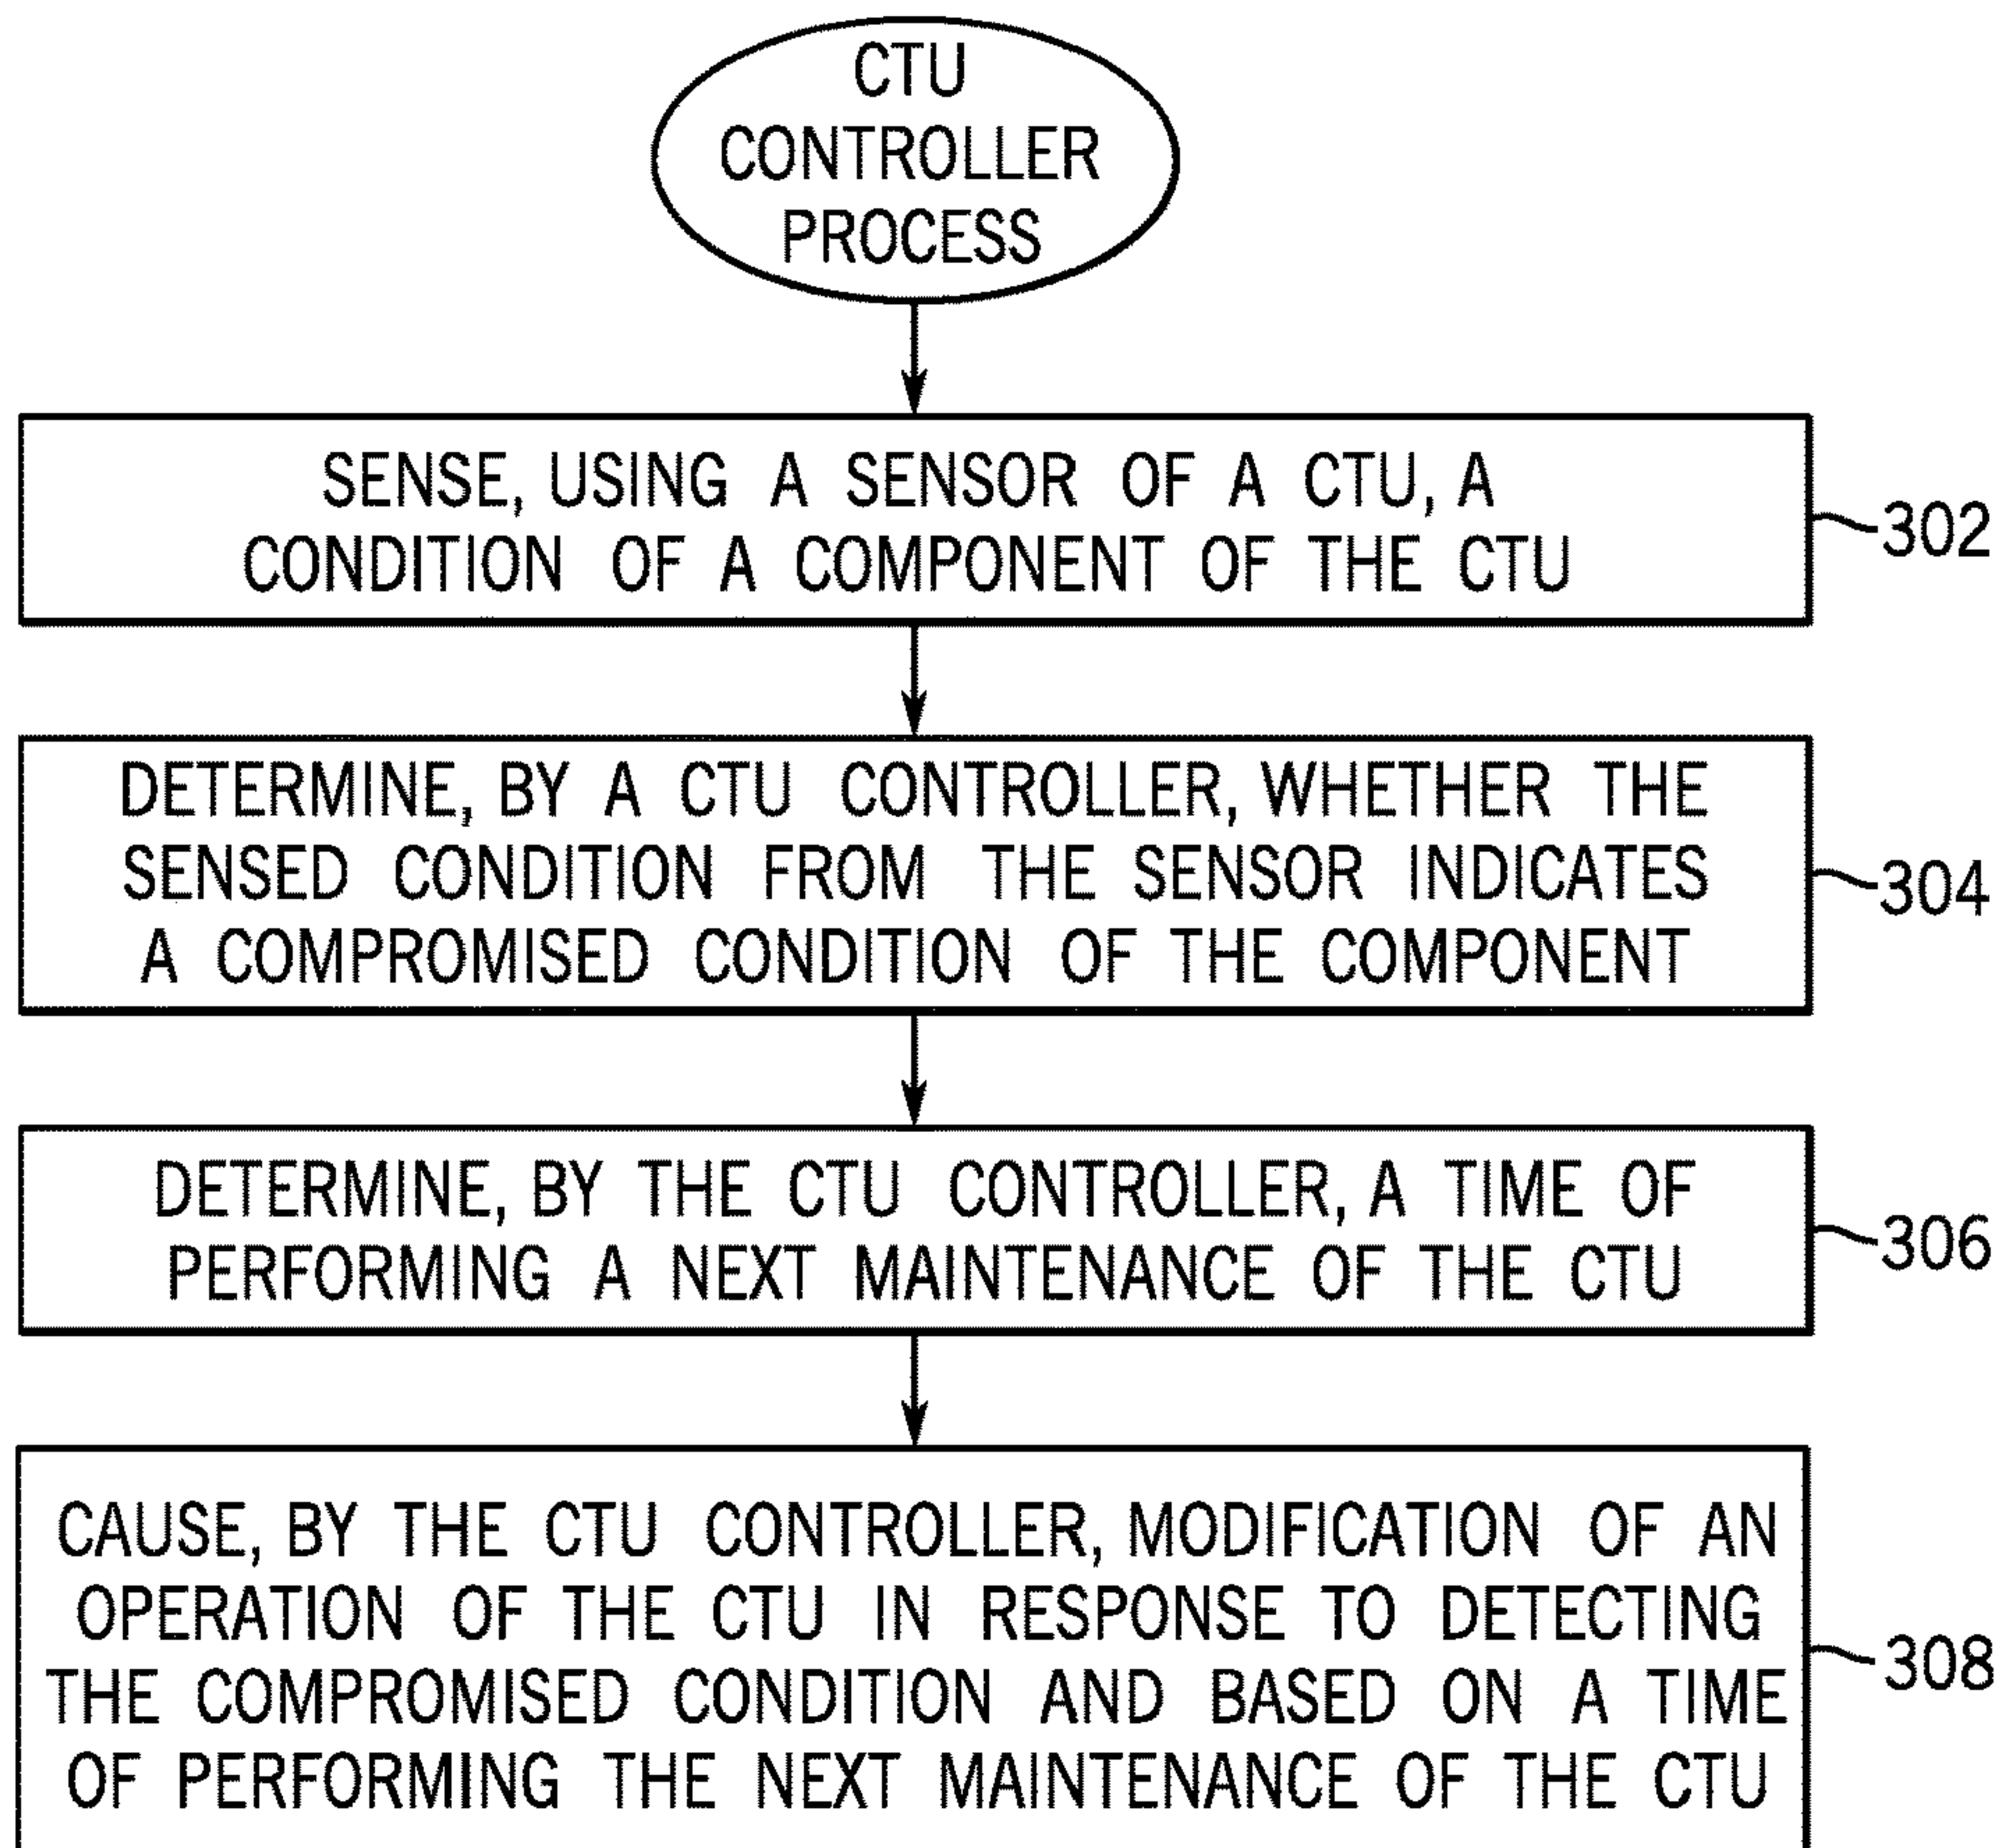 CTU
CONTROLLER
PROCESS
SENSE, USING A SENSOR OF A CTU, A
CONDITION OF A COMPONENT OF THE CTU
302
DETERMINE, BY A CTU CONTROLLER, WHETHER THE
SENSED CONDITION FROM THE SENSOR INDICATES
A COMPROMISED CONDITION OF THE COMPONENT
304
DETERMINE, BY THE CTU CONTROLLER, A TIME OF
PERFORMING A NEXT MAINTENANCE OF THE CTU
306
CAUSE, BY THE CTU CONTROLLER, MODIFICATION OF AN
OPERATION OF THE CTU IN RESPONSE TO DETECTING
THE COMPROMISED CONDITION AND BASED ON A TIME
OF PERFORMING THE NEXT MAINTENANCE OF THE CTU
308